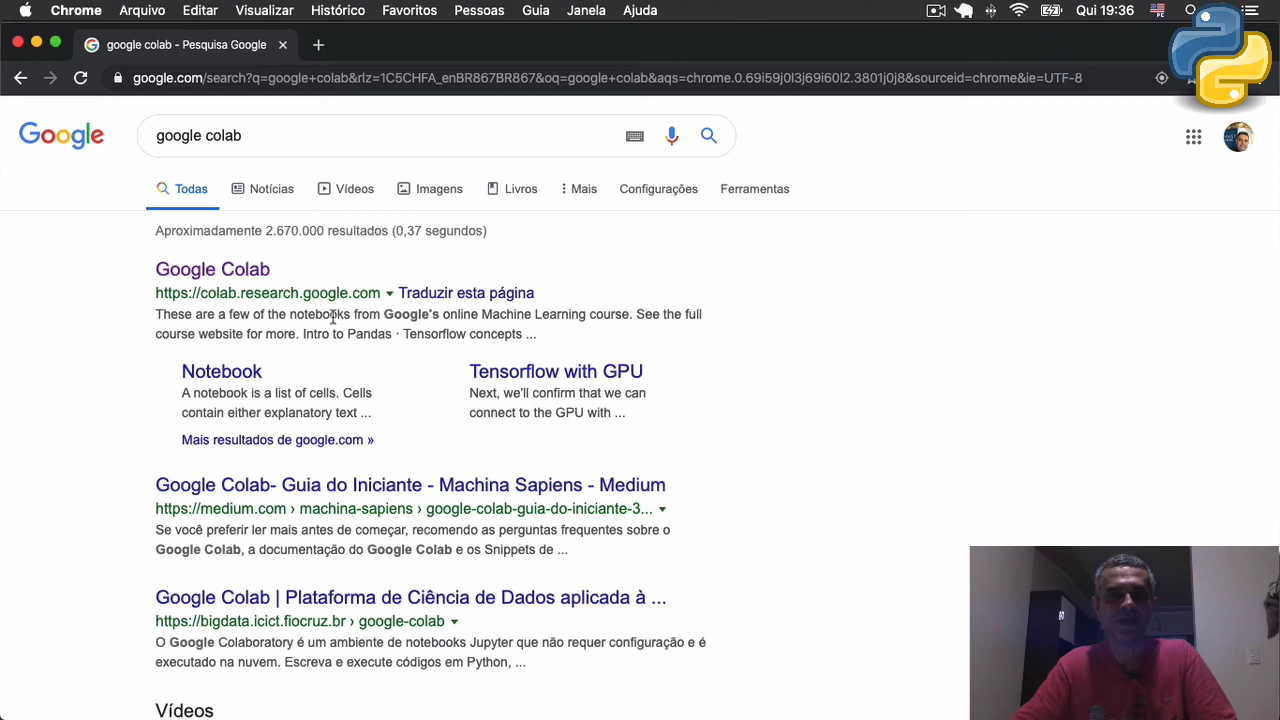 Chrome Arquivo Editar Visualizar Histórico Favoritos Pessoas Guia Janela Ajuda Qui 19:36
google colab - Pesquisa Google
google.com/search?q=google+colab&rlz=1C5CHFA_enBR867BR867&oq=google+colab&aqs=chrome.0.69i59j0l3j69i60l2.3801j0j8&sourceid=chrome&ie=UTF-8
Google google colab
Todas Notícias Vídeos Imagens Livros Mais Configurações Ferramentas
Aproximadamente 2.670.000 resultados (0,37 segundos)
Google Colab
https://colab.research.google.com Traduzir esta página
These are a few of the notebooks from Google's online Machine Learning course. See the full
course website for more. Intro to Pandas · Tensorflow concepts ...
Notebook
A notebook is a list of cells. Cells
contain either explanatory text ...
Tensorflow with GPU
Next, we'll confirm that we can
connect to the GPU with ...
Mais resultados de google.com »
Google Colab- Guia do Iniciante - Machina Sapiens - Medium
https://medium.com › machina-sapiens › google-colab-guia-do-iniciante-3...
Se você preferir ler mais antes de começar, recomendo as perguntas frequentes sobre o
Google Colab, a documentação do Google Colab e os Snippets de ...
Google Colab | Plataforma de Ciência de Dados aplicada à ...
https://bigdata.icict.fiocruz.br › google-colab
O Google Colaboratory é um ambiente de notebooks Jupyter que não requer configuração e é
executado na nuvem. Escreva e execute códigos em Python, ...
Vídeos